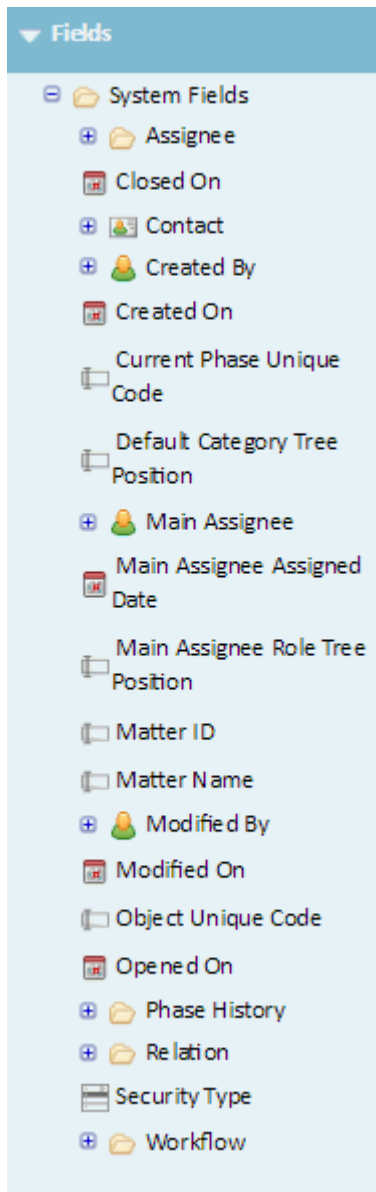 Fields
System Fields
Assignee
Closed On
Contact
Created By
Created On
Current Phase Unique
Code
Default Category Tree
Position
Main Assignee
Main Assignee Assigned
Date
Main Assignee Role Tree
Position
Matter ID
Matter Name
Modified By
Modified On
Object Unique Code
Opened On
Phase History
Relation
Security Type
Workflow